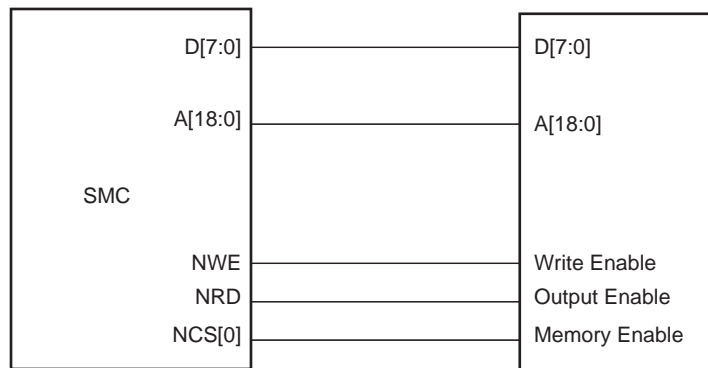 D[7:0] D[7:0]
A[18:0] A[18:0]
SMC
NWE Write Enable
NRD Output Enable
NCS[0] Memory Enable